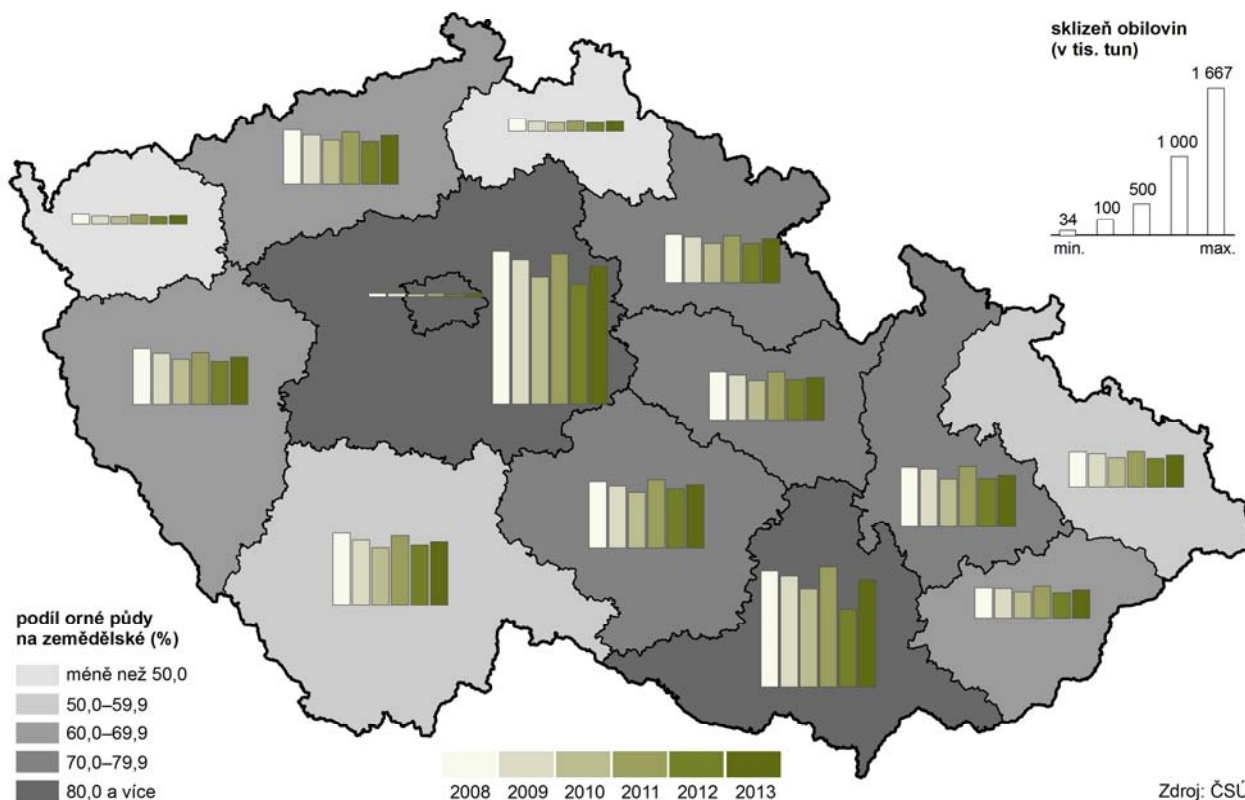 sklizeň obilovin
(v tis. tun)
1 667
1 000
500
100
34
min.
max.
podíl orné půdy
na zemědělské (%)
méně než 50,0
50,0–59,9
60,0–69,9
70,0–79,9
80,0 a více
2008 2009 2010 2011 2012 2013
Zdroj: ČSÚ